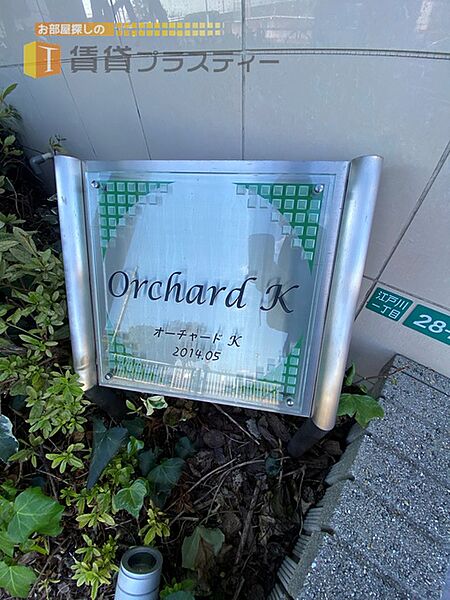 お部屋探しの
賃貸プラスティー
Orchard K
オーチャード K
2014.05
江戸川
一丁目
28-